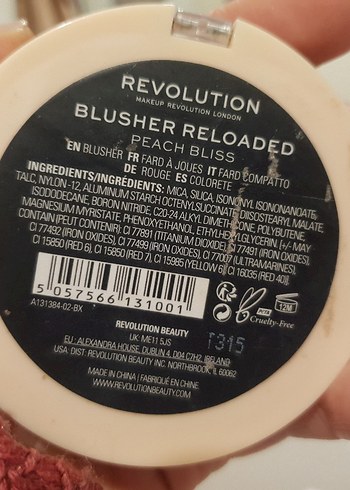 REVOLUTION
MAKEUP REVOLUTION LONDON
BLUSHER RELOADED
PEACH BLISS
EN BLUSHER FR FARD À JOUES IT FARD COMPATTO
DE ROUGE ES COLORETE
INGREDIENTS/INGRÉDIENTS: MICA, SILICA, ISONONYL ISONONANOATE,
TALC, NYLON-12, ALUMINUM STARCH OCTENYLSUCCINATE, DIISOSTEARYL MALATE,
ISODODECANE, BORON NITRIDE, C20-24 ALKYL DIMETHICONE, POLYBUTENE,
MAGNESIUM MYRISTATE, PHENOXYETHANOL, ETHYLHEXYLGLYCERIN. [+/- MAY
CONTAIN (PEUT CONTENIR): CI 77891 (TITANIUM DIOXIDE), CI 77491 (IRON OXIDES),
CI 77492 (IRON OXIDES), CI 77499 (IRON OXIDES), CI 77007 (ULTRAMARINES),
CI 15850 (RED 6), CI 15850 (RED 7), CI 15985 (YELLOW 6), CI 16035 (RED 40)].
5 057566 131001
A131384-02-BX
PETA
Cruelty-Free
12M
REVOLUTION BEAUTY
UK: ME11 5JS
1315
EU: ALEXANDRA HOUSE, DUBLIN 4, D04 C7H2, IRELAND
USA: DIST. REVOLUTION BEAUTY INC. NORTHBROOK, IL 60062
MADE IN CHINA | FABRIQUÉ EN CHINE
WWW.REVOLUTIONBEAUTY.COM